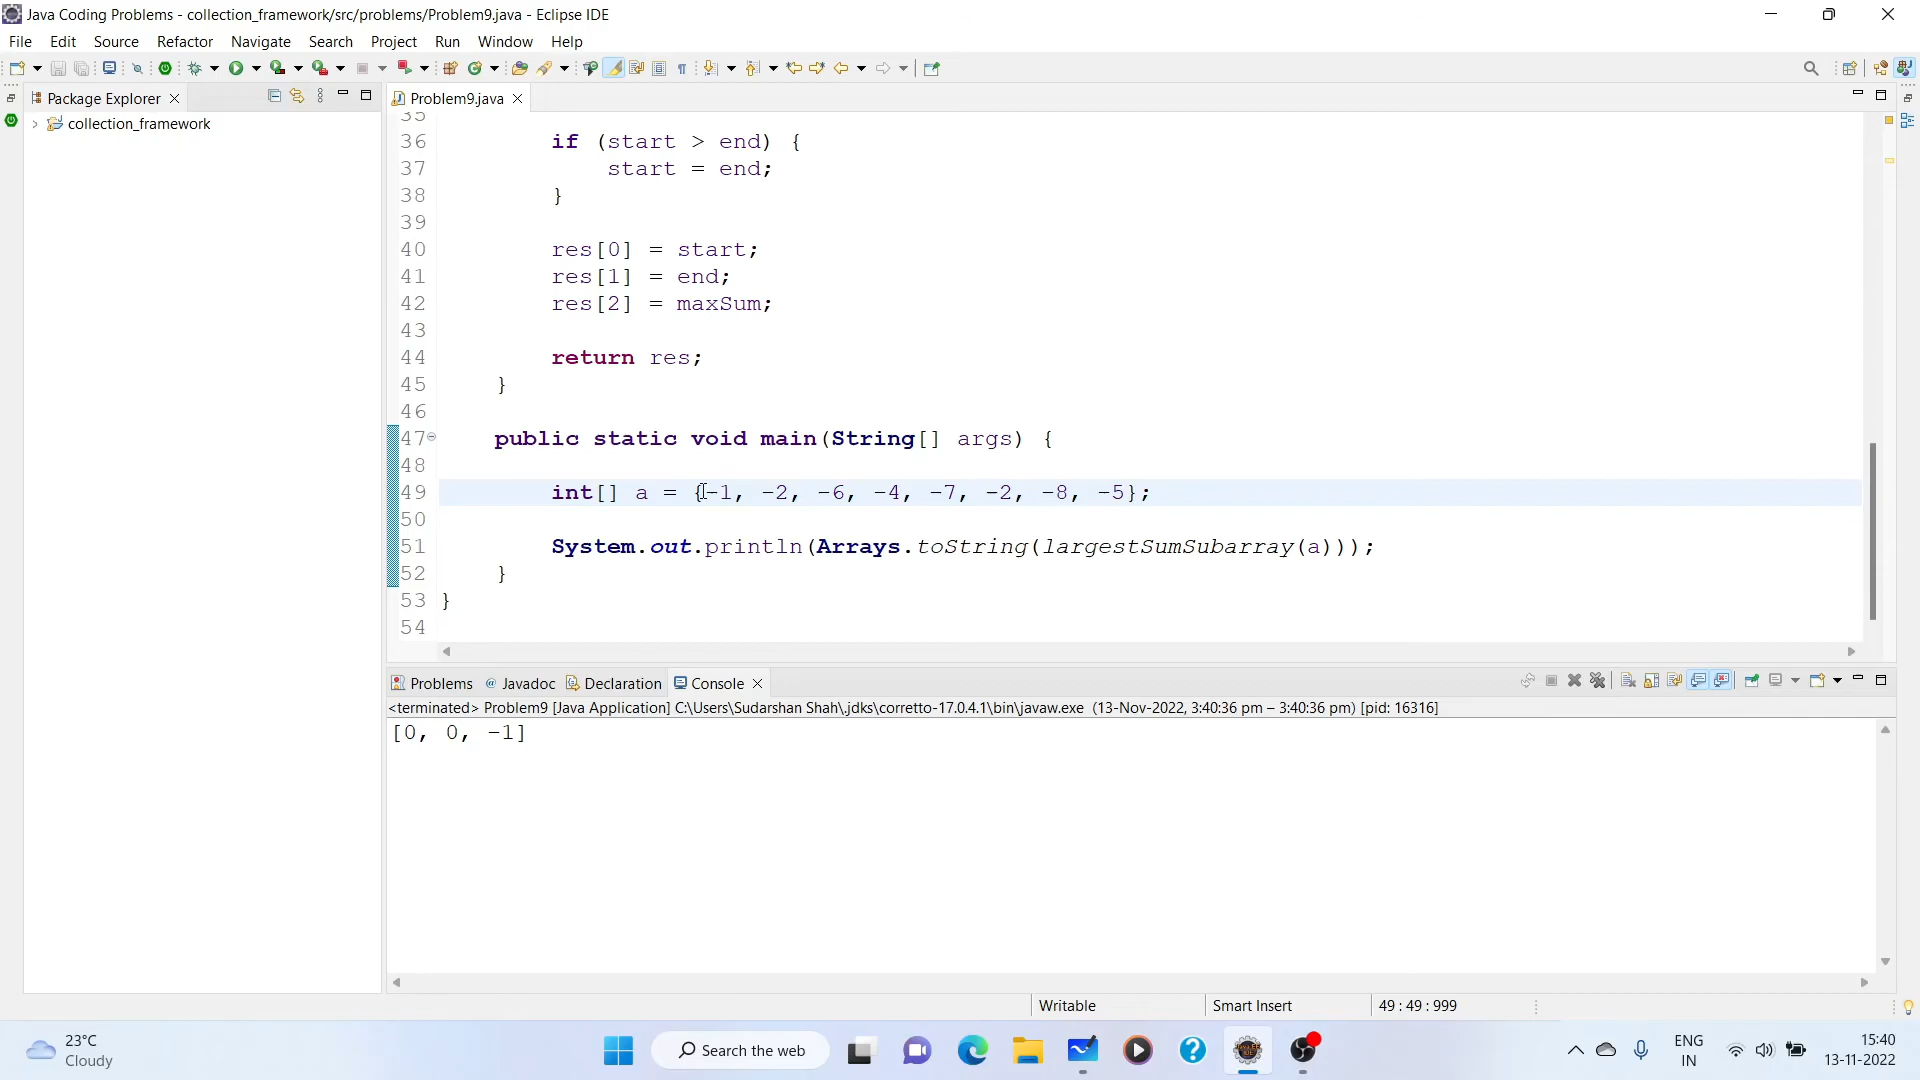 Java Coding Problems - collection_framework/src/problems/Problem9.java - Eclipse IDE
File Edit Source Refactor Navigate Search Project Run Window Help
Package Explorer
Problem9.java
collection_framework
35
36 if (start > end) {
37 start = end;
38 }
39
40 res[0] = start;
41 res[1] = end;
42 res[2] = maxSum;
43
44 return res;
45 }
46
47 public static void main(String[] args) {
48
49 int[] a = {-1, -2, -6, -4, -7, -2, -8, -5};
50
51 System.out.println(Arrays.toString(largestSumSubarray(a)));
52 }
53 }
54
Problems Javadoc Declaration Console
<terminated> Problem9 [Java Application] C:\Users\Sudarshan Shah\.jdks\corretto-17.0.4.1\bin\javaw.exe (13-Nov-2022, 3:40:36 pm – 3:40:36 pm) [pid: 16316]
[0, 0, -1]
Writable Smart Insert 49 : 49 : 999
23°C
Cloudy
Search the web
ENG
IN
15:40
13-11-2022